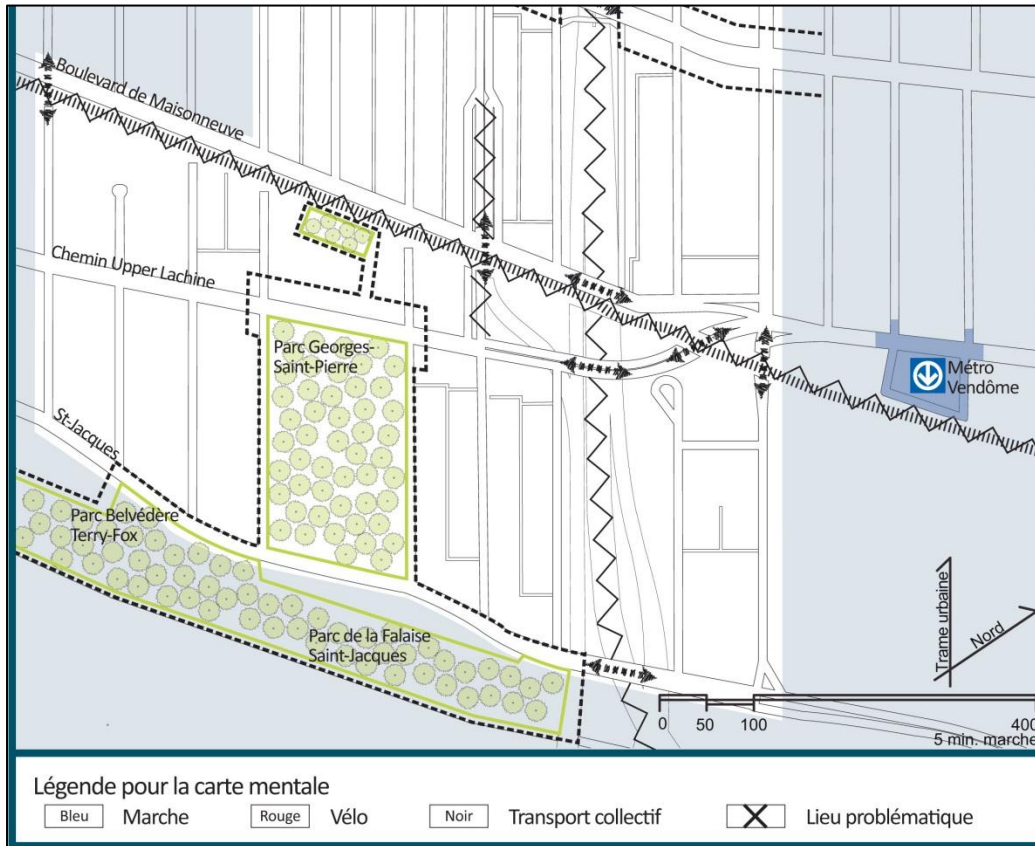 Boulevard de Maisonneuve
Chemin Upper Lachine
Parc Georges-
Saint-Pierre
Métro
Vendôme
St-Jacques
Parc Belvédère
Terry-Fox
Parc de la Falaise
Saint-Jacques
Trame urbaine
Nord
0 50 100 400
5 min. marche
Légende pour la carte mentale
Bleu Marche Rouge Vélo Noir Transport collectif Lieu problématique